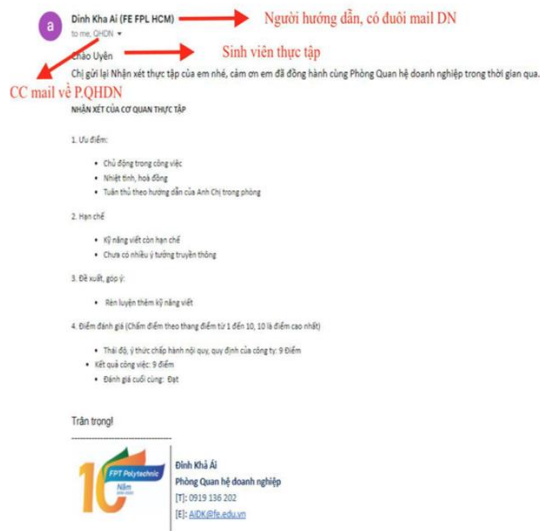 a
Dinh Kha Ai (FE FPL HCM)
Người hướng dẫn, có đuôi mail DN
to me, QHDN
Chào Uyên
Sinh viên thực tập
Chị gửi lại Nhận xét thực tập của em nhé, cảm ơn em đã đồng hành cùng Phòng Quan hệ doanh nghiệp trong thời gian qua.
CC mail về P.QHDN
NHẬN XÉT CỦA CƠ QUAN THỰC TẬP
1. Ưu điểm:
• Chủ động trong công việc
• Nhiệt tình, hoà đồng
• Tuân thủ theo hướng dẫn của Anh Chị trong phòng
2. Hạn chế
• Kỹ năng viết còn hạn chế
• Chưa có nhiều ý tưởng truyền thông
3. Đề xuất, góp ý:
• Rèn luyện thêm kỹ năng viết
4. Điểm đánh giá (Chấm điểm theo thang điểm từ 1 đến 10, 10 là điểm cao nhất)
• Thái độ, ý thức chấp hành nội quy, quy định của công ty: 9 Điểm
• Kết quả công việc: 9 điểm
• Đánh giá cuối cùng: Đạt
Trân trọng!
FPT Polytechnic
10 Năm
Đinh Khả Ái
Phòng Quan hệ doanh nghiệp
[T]: 0919 136 202
[E]: AiDK@fe.edu.vn